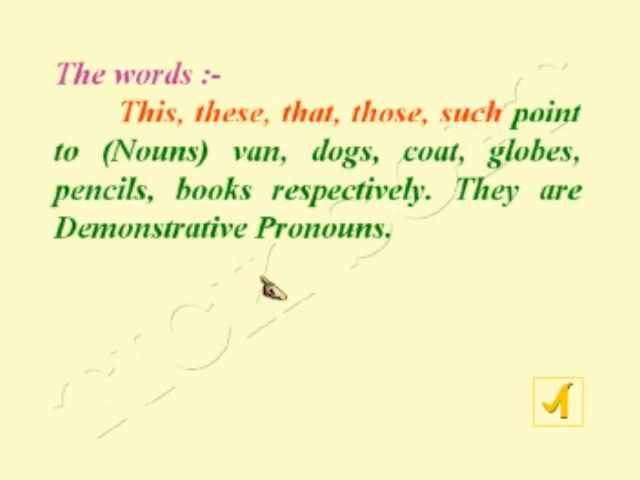 The words :-
This, these, that, those, such point
to (Nouns) van, dogs, coat, globes,
pencils, books respectively. They are
Demonstrative Pronouns.